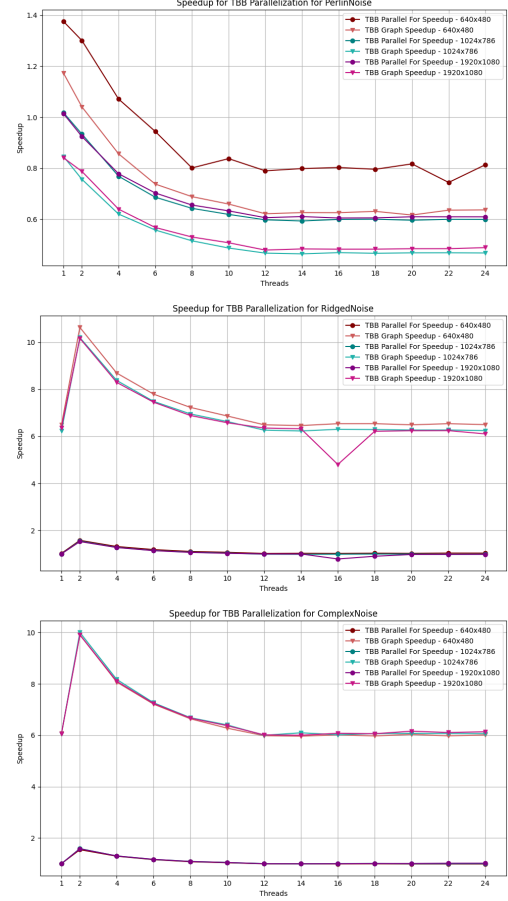 Speedup for TBB Parallelization for PerlinNoise
TBB Parallel For Speedup - 640x480
TBB Graph Speedup - 640x480
TBB Parallel For Speedup - 1024x786
TBB Graph Speedup - 1024x786
TBB Parallel For Speedup - 1920x1080
TBB Graph Speedup - 1920x1080
1.4
1.2
1.0
0.8
0.6
Speedup
1 2 4 6 8 10 12 14 16 18 20 22 24
Threads
Speedup for TBB Parallelization for RidgedNoise
TBB Parallel For Speedup - 640x480
TBB Graph Speedup - 640x480
TBB Parallel For Speedup - 1024x786
TBB Graph Speedup - 1024x786
TBB Parallel For Speedup - 1920x1080
TBB Graph Speedup - 1920x1080
10
8
6
4
2
Speedup
1 2 4 6 8 10 12 14 16 18 20 22 24
Threads
Speedup for TBB Parallelization for ComplexNoise
TBB Parallel For Speedup - 640x480
TBB Graph Speedup - 640x480
TBB Parallel For Speedup - 1024x786
TBB Graph Speedup - 1024x786
TBB Parallel For Speedup - 1920x1080
TBB Graph Speedup - 1920x1080
10
8
6
4
2
Speedup
1 2 4 6 8 10 12 14 16 18 20 22 24
Threads